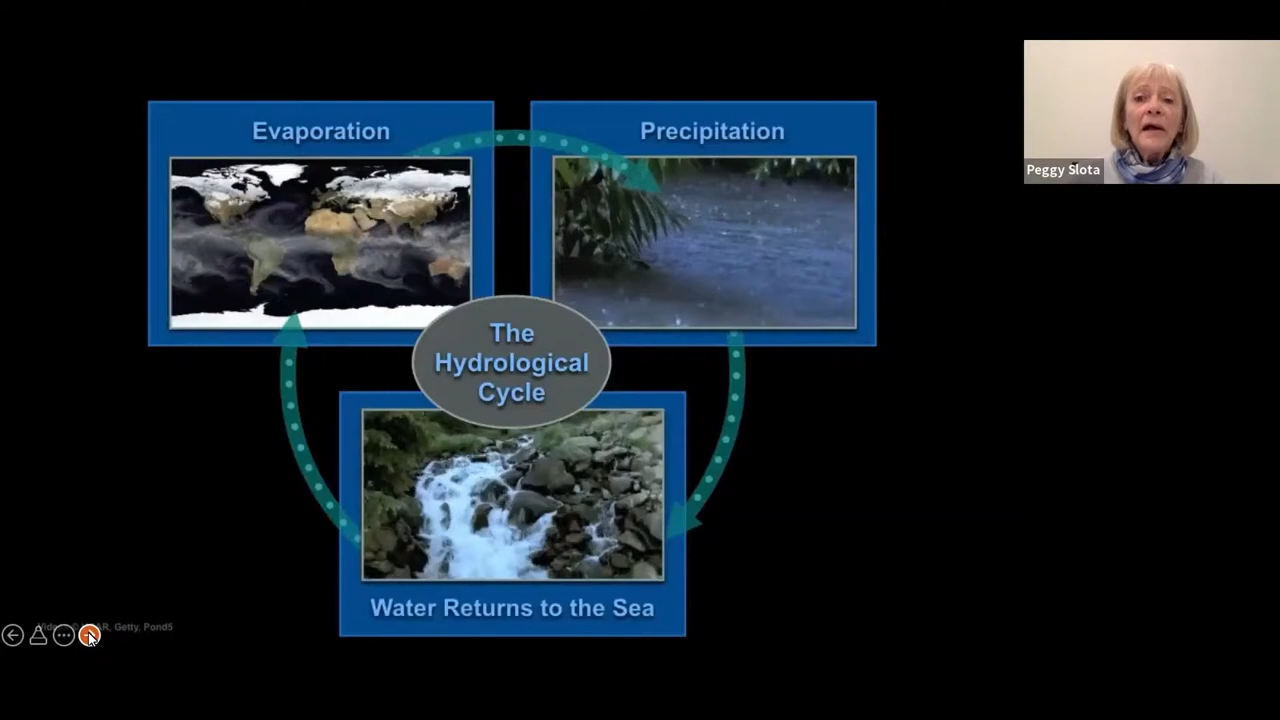 Evaporation
Precipitation
Peggy Slota
The
Hydrological
Cycle
Water Returns to the Sea
Getty, Pond5